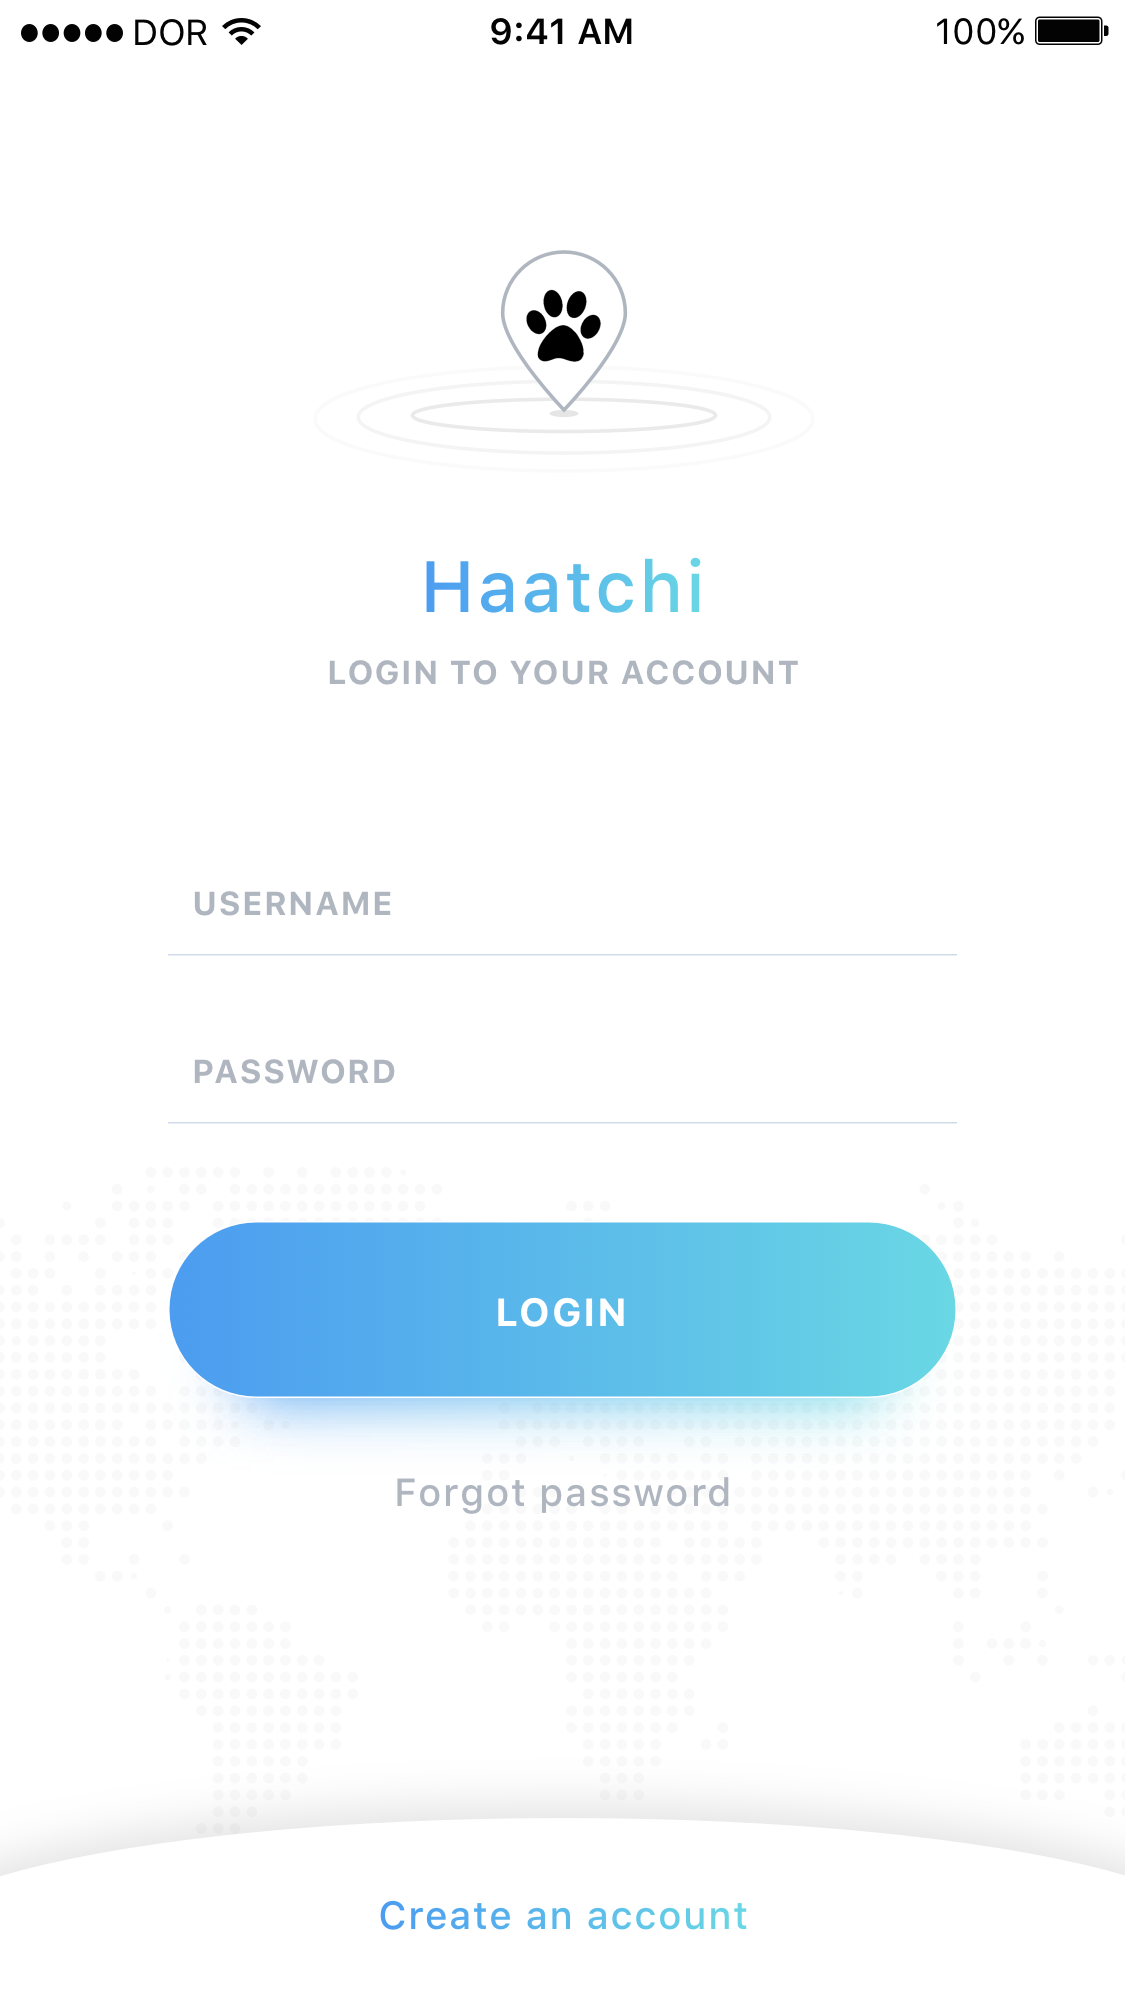 DOR 9:41 AM 100%
Haatchi
LOGIN TO YOUR ACCOUNT
USERNAME
PASSWORD
LOGIN
Forgot password
Create an account